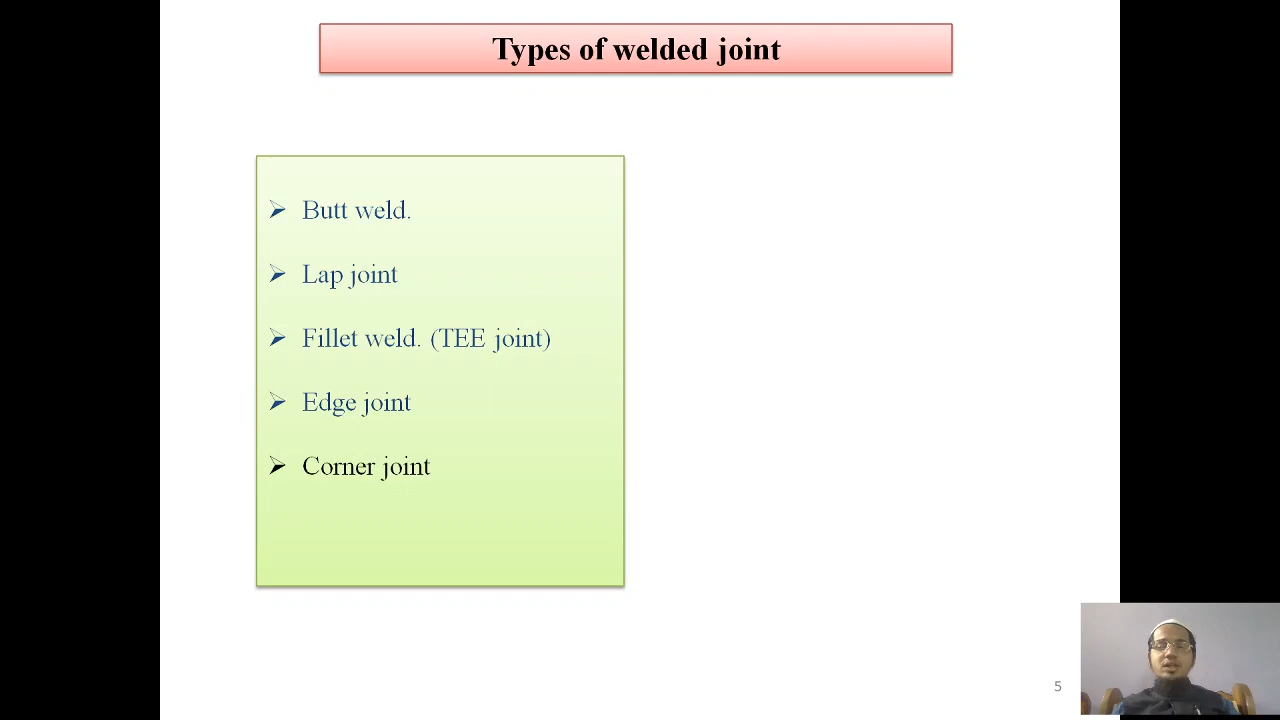 Types of welded joint
Butt weld.
Lap joint
Fillet weld. (TEE joint)
Edge joint
Corner joint
5